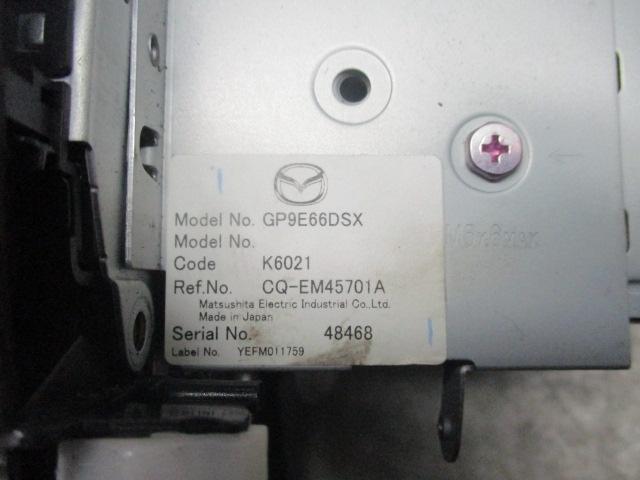 Model No. GP9E66DSX
Model No.
Code K6021
Ref.No. CQ-EM45701A
Matsushita Electric Industrial Co.,Ltd.
Made in Japan
Serial No. 48468
Label No. YEFM011759